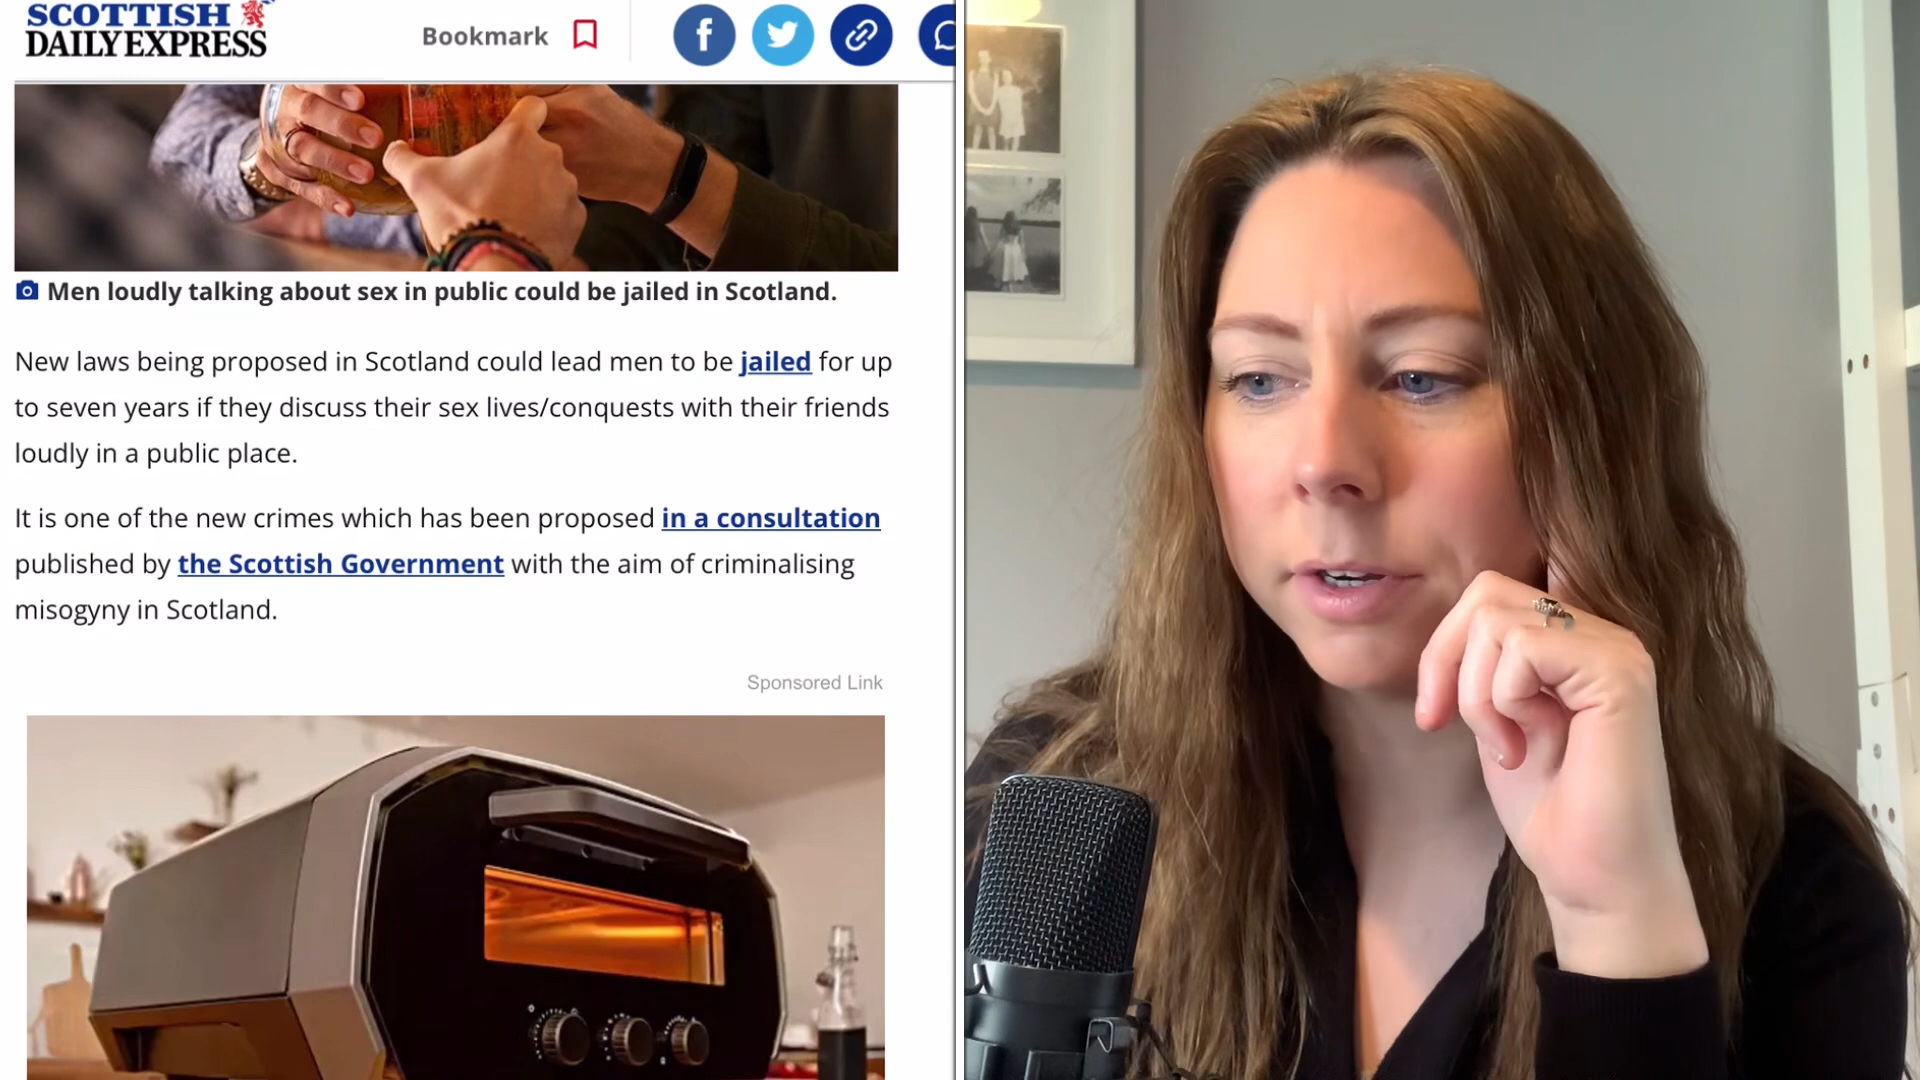 SCOTTISH
DAILY EXPRESS
Bookmark
Men loudly talking about sex in public could be jailed in Scotland.
New laws being proposed in Scotland could lead men to be jailed for up
to seven years if they discuss their sex lives/conquests with their friends
loudly in a public place.
It is one of the new crimes which has been proposed in a consultation
published by the Scottish Government with the aim of criminalising
misogyny in Scotland.
Sponsored Link